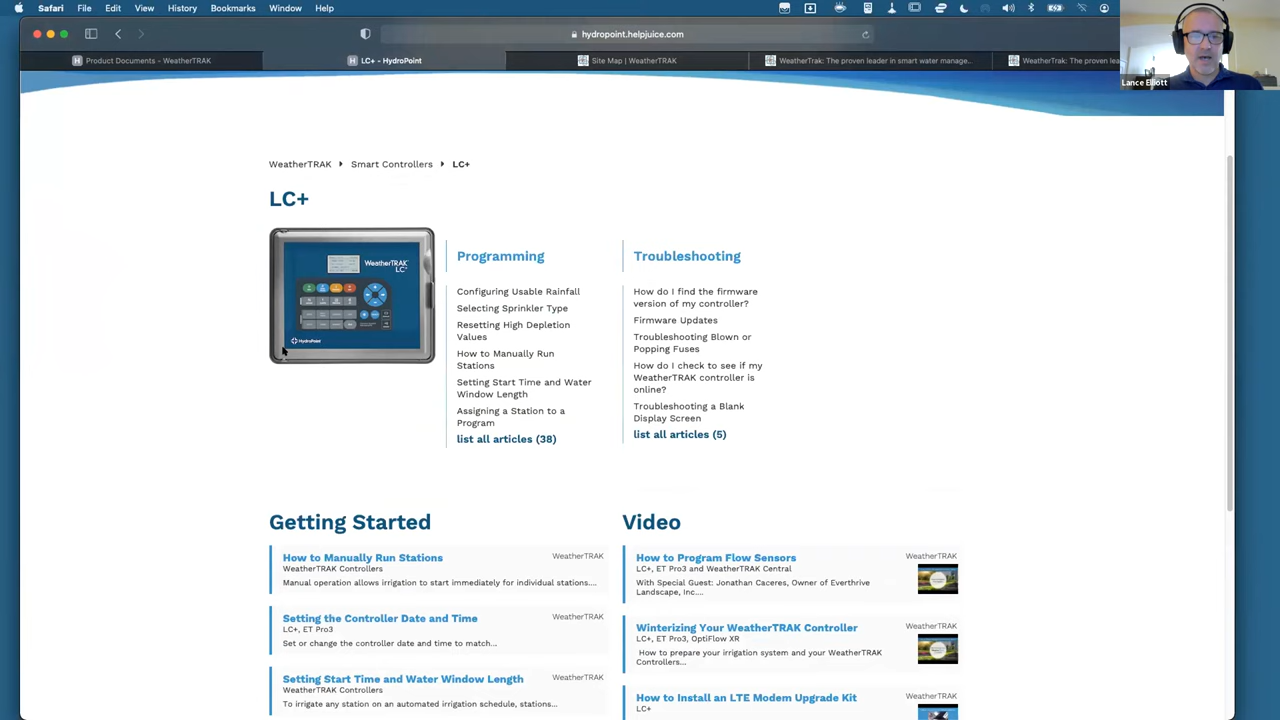 Safari File Edit View History Bookmarks Window Help
hydropoint.helpjuice.com
Product Documents - WeatherTRAK
LC+ - HydroPoint
Site Map | WeatherTRAK
WeatherTrak: The proven leader in smart water manage...
WeatherTrak: The proven lea
Lance Elliott
WeatherTRAK Smart Controllers LC+
LC+
WeatherTRAK
LC+
HydroPoint
Programming
Configuring Usable Rainfall
Selecting Sprinkler Type
Resetting High Depletion
Values
How to Manually Run
Stations
Setting Start Time and Water
Window Length
Assigning a Station to a
Program
list all articles (38)
Troubleshooting
How do I find the firmware
version of my controller?
Firmware Updates
Troubleshooting Blown or
Popping Fuses
How do I check to see if my
WeatherTRAK controller is
online?
Troubleshooting a Blank
Display Screen
list all articles (5)
Getting Started
How to Manually Run Stations WeatherTRAK
WeatherTRAK Controllers
Manual operation allows irrigation to start immediately for individual stations....
Setting the Controller Date and Time WeatherTRAK
LC+, ET Pro3
Set or change the controller date and time to match...
Setting Start Time and Water Window Length WeatherTRAK
WeatherTRAK Controllers
To irrigate any station on an automated irrigation schedule, stations...
Video
How to Program Flow Sensors WeatherTRAK
LC+, ET Pro3 and WeatherTRAK Central
With Special Guest: Jonathan Caceres, Owner of Everthrive
Landscape, Inc....
Winterizing Your WeatherTRAK Controller WeatherTRAK
LC+, ET Pro3, OptiFlow XR
How to prepare your irrigation system and your WeatherTRAK
Controllers...
How to Install an LTE Modem Upgrade Kit WeatherTRAK
LC+